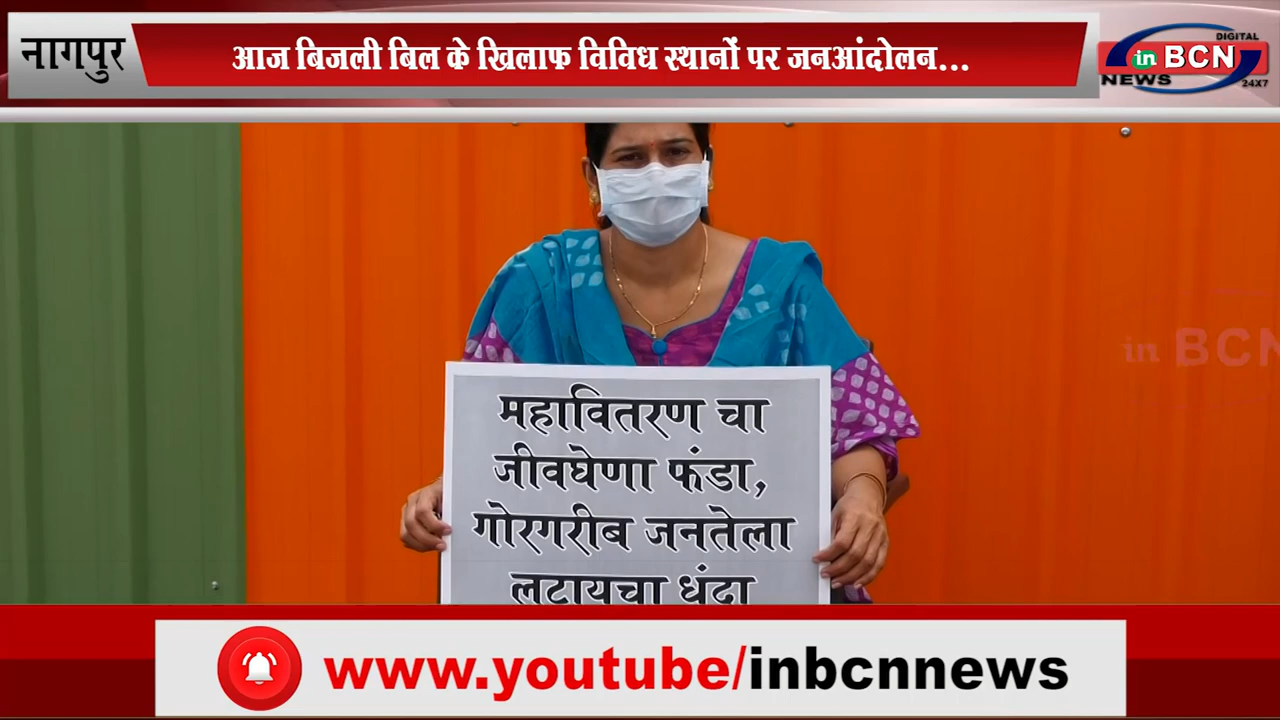 नागपुर
आज बिजली बिल के खिलाफ विविध स्थानों पर जनआंदोलन...
DIGITAL
in BCN
NEWS
24X7
in BCN
महावितरण चा
जीवघेणा फंडा,
गोरगरीब जनतेला
लुटायचा धंदा
www.youtube/inbcnnews